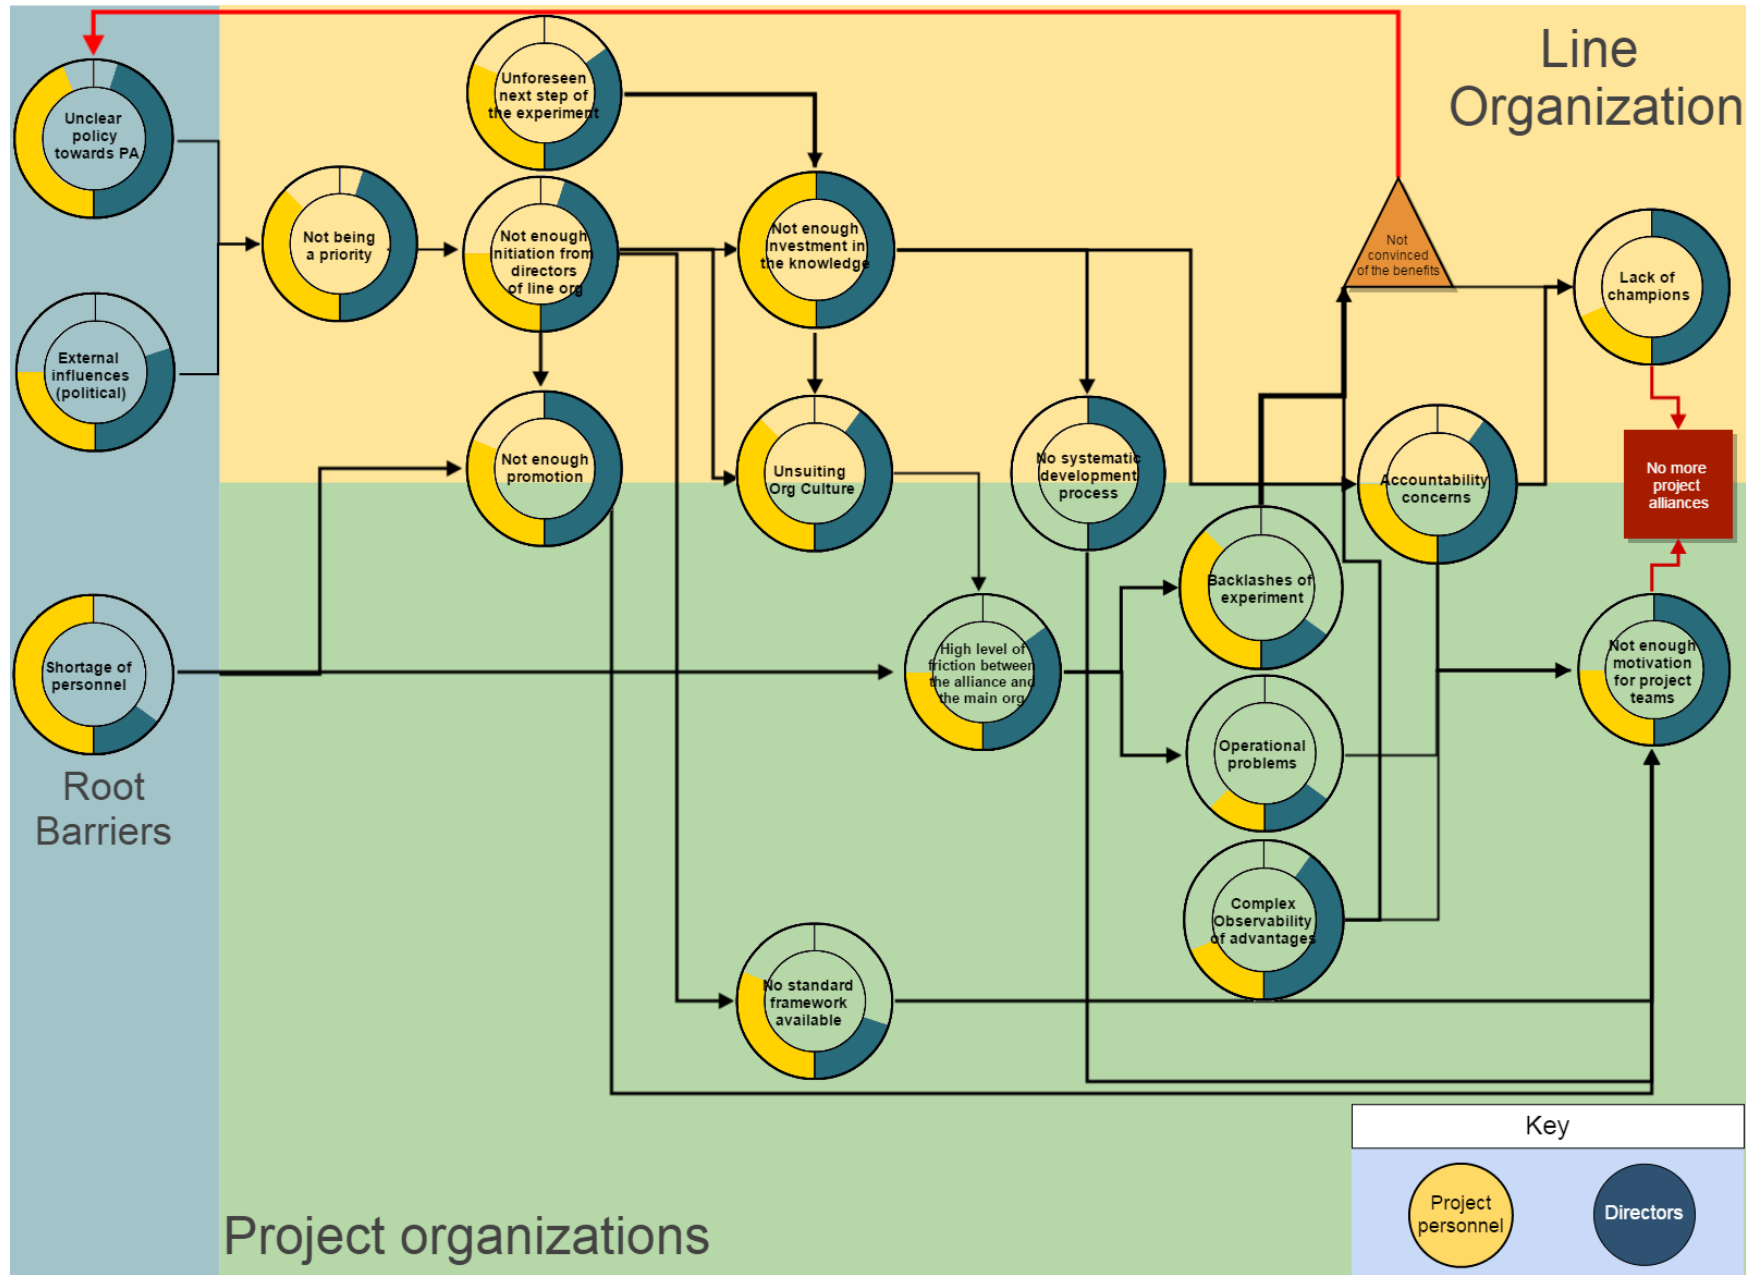 Line
Organization
Unforeseen
next step of
the experiment
Unclear
policy
towards PA
Not being
a priority
Not enough
initiation from
directors
of line org
Not enough
investment in
the knowledge
Not
convinced
of the benefits
Lack of
champions
External
influences
(political)
Not enough
promotion
Unsuiting
Org Culture
No systematic
development
process
Accountability
concerns
No more
project
alliances
Backlashes of
experiment
Shortage of
personnel
High level of
friction between
the alliance and
the main org
Not enough
motivation
for project
teams
Operational
problems
Root
Barriers
Complex
Observability
of advantages
No standard
framework
available
Key
Project
personnel
Directors
Project organizations